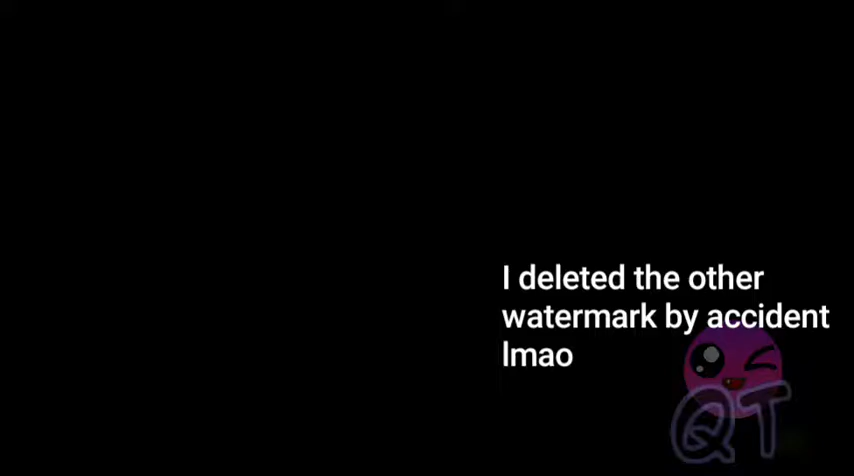 I deleted the other
watermark by accident
lmao
QT